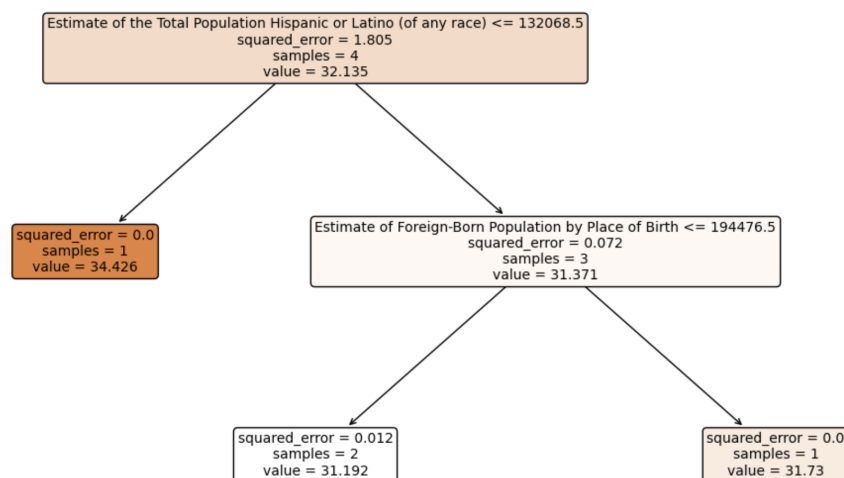 Estimate of the Total Population Hispanic or Latino (of any race) <= 132068.5
squared_error = 1.805
samples = 4
value = 32.135
squared_error = 0.0
samples = 1
value = 34.426
Estimate of Foreign-Born Population by Place of Birth <= 194476.5
squared_error = 0.072
samples = 3
value = 31.371
squared_error = 0.012
samples = 2
value = 31.192
squared_error = 0.0
samples = 1
value = 31.73